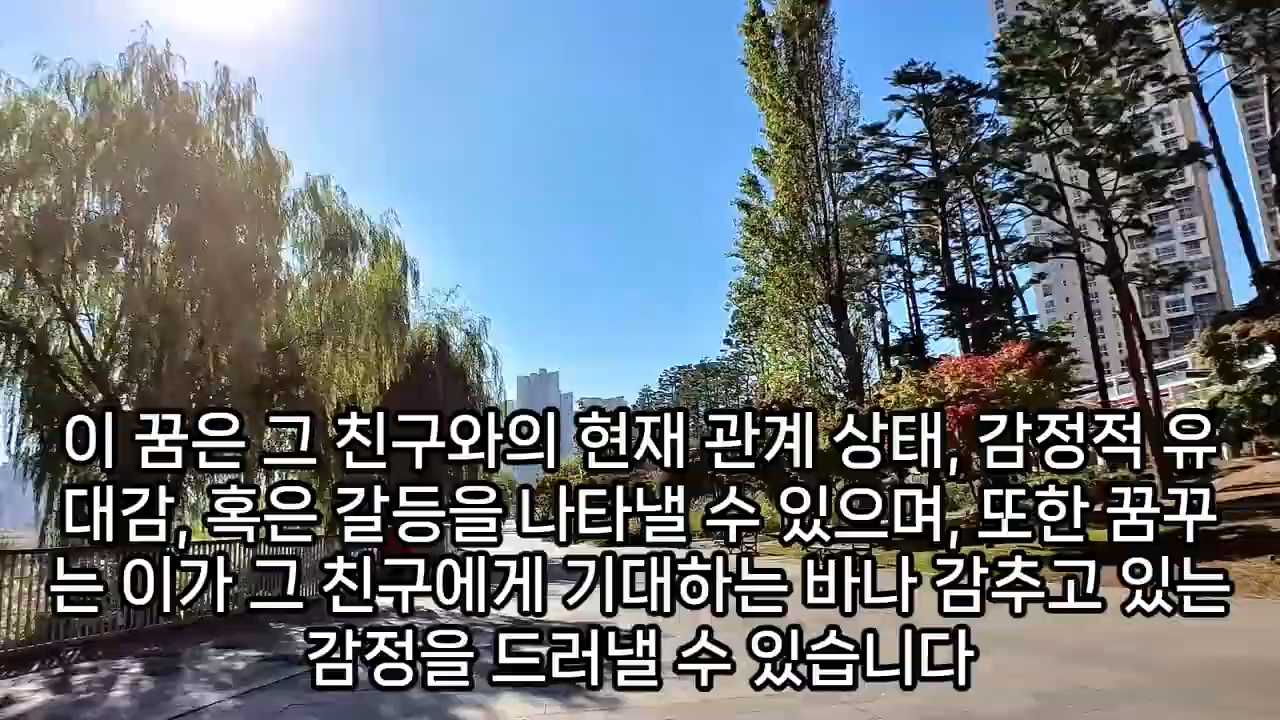 이 꿈은 그 친구와의 현재 관계 상태, 감정적 유
대감, 혹은 갈등을 나타낼 수 있으며, 또한 꿈꾸
는 이가 그 친구에게 기대하는 바나 감추고 있는
감정을 드러낼 수 있습니다